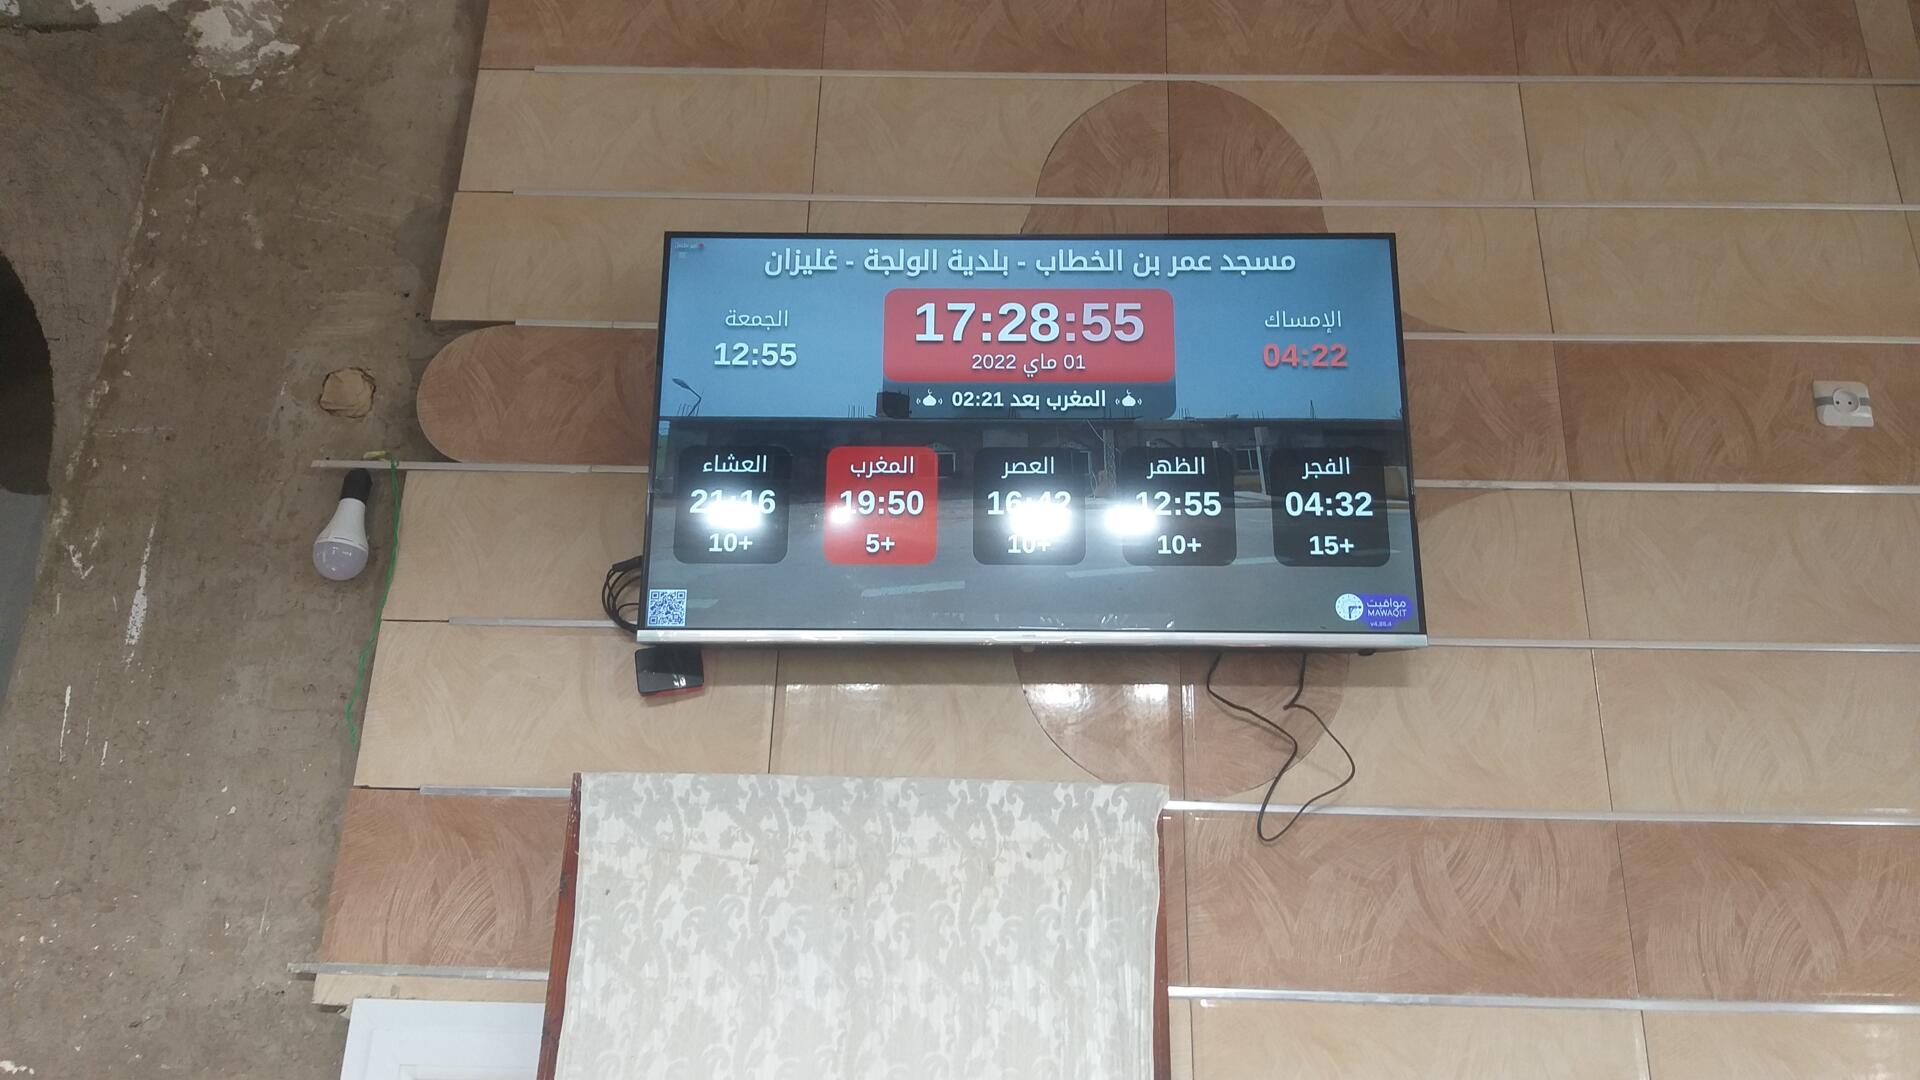 مسجد عمر بن الخطاب - بلدية الولجة - غليزان
الإمساك
04:22
17:28:55
01 ماي 2022
المغرب بعد 02:21
الجمعة
12:55
الفجر
04:32
15+
الظهر
12:55
10+
العصر
16:42
10+
المغرب
19:50
5+
العشاء
21:16
10+
مواقيت
MAWAQIT